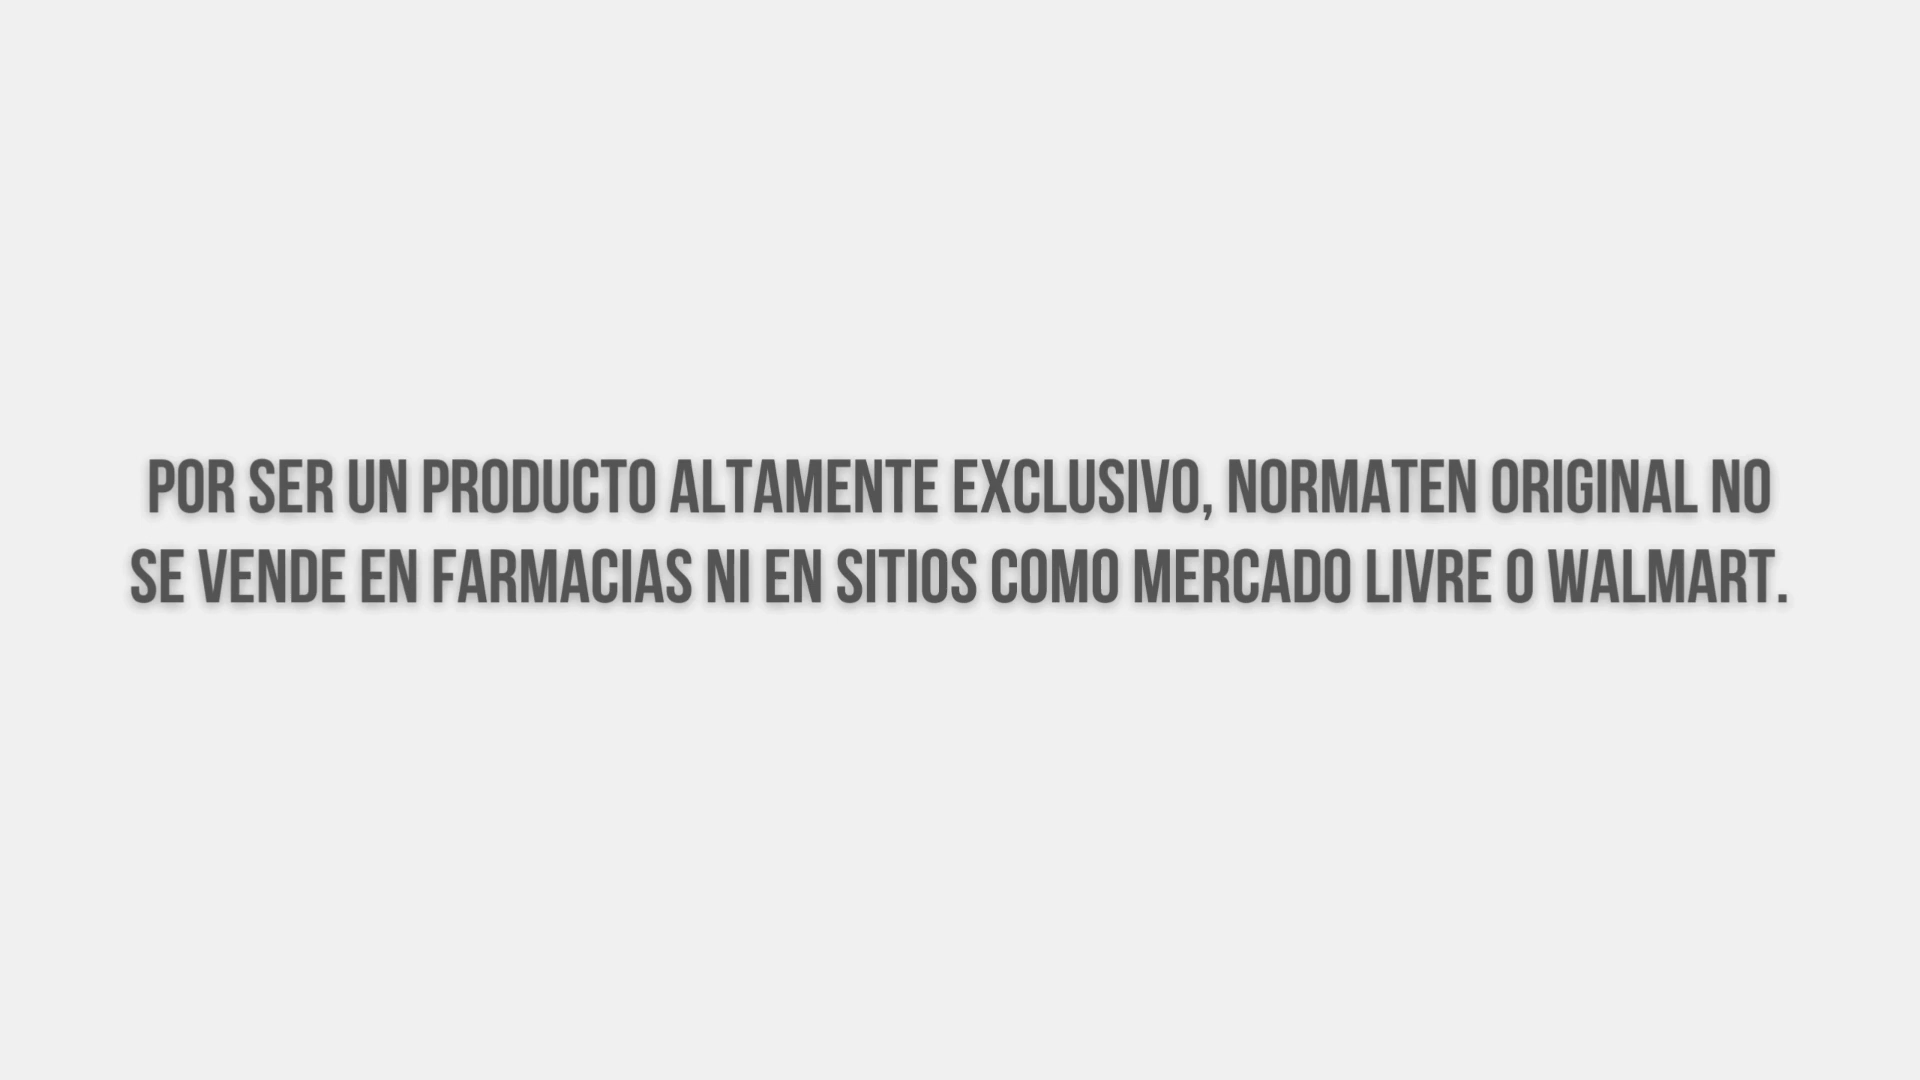 POR SER UN PRODUCTO ALTAMENTE EXCLUSIVO, NORMATEN ORIGINAL NO
SE VENDE EN FARMACIAS NI EN SITIOS COMO MERCADO LIVRE O WALMART.